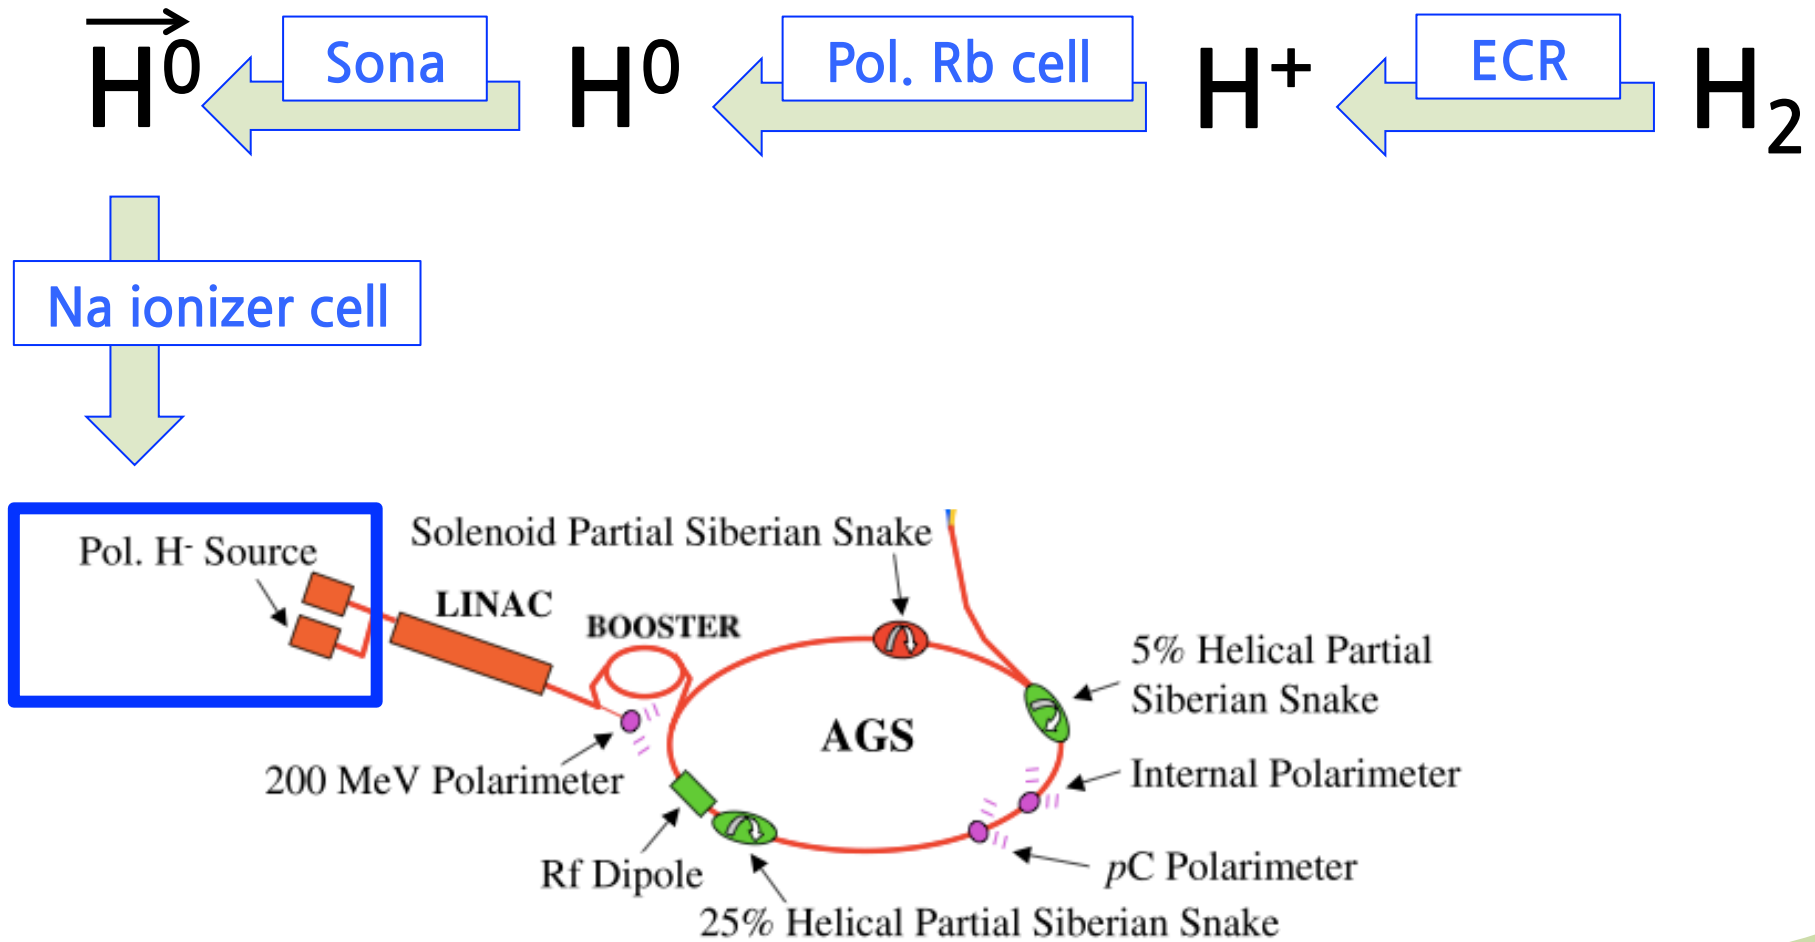 H⁰ Sona H⁰ Pol. Rb cell H⁺ ECR H₂
Na ionizer cell
Pol. H⁻ Source
Solenoid Partial Siberian Snake
LINAC
BOOSTER
5% Helical Partial
Siberian Snake
AGS
200 MeV Polarimeter
Internal Polarimeter
Rf Dipole
pC Polarimeter
25% Helical Partial Siberian Snake